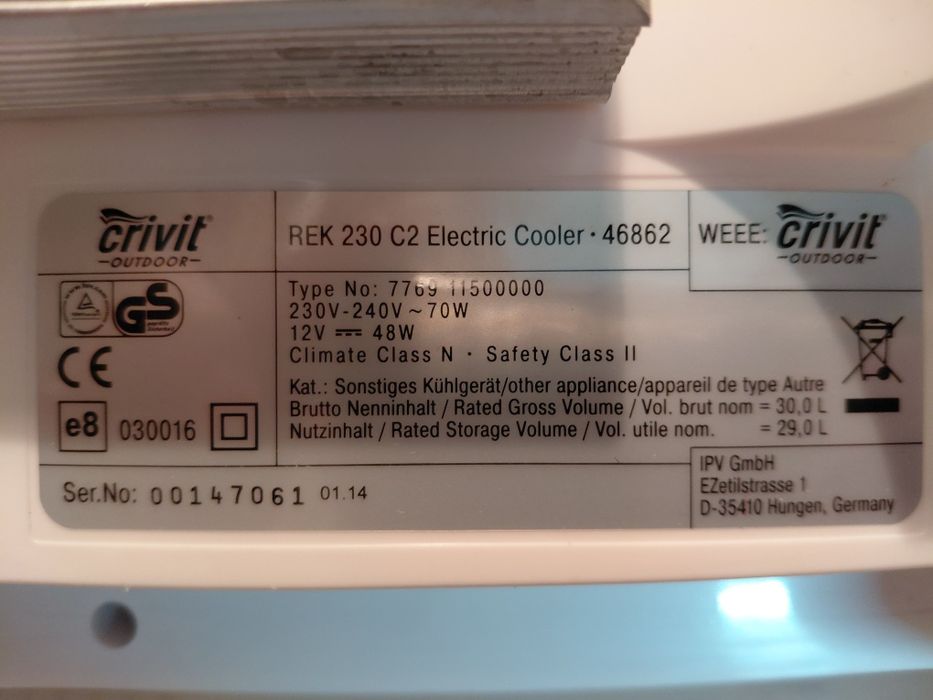 crivit®
OUTDOOR
REK 230 C2 Electric Cooler · 46862
WEEE: crivit®
OUTDOOR
GS
geprüfte
Sicherheit
CE
e8 030016
Type No: 7769 11500000
230V-240V ~ 70W
12V ⎓ 48W
Climate Class N · Safety Class II
Kat.: Sonstiges Kühlgerät/other appliance/appareil de type Autre
Brutto Nenninhalt / Rated Gross Volume / Vol. brut nom = 30,0 L
Nutzinhalt / Rated Storage Volume / Vol. utile nom. = 29,0 L
Ser.No: 00147061 01.14
IPV GmbH
EZetilstrasse 1
D-35410 Hungen, Germany